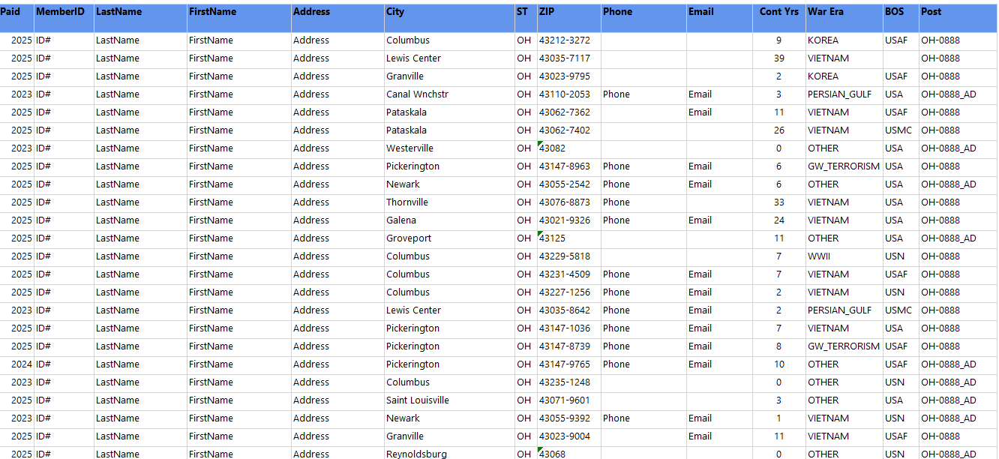 Paid MemberID LastName FirstName Address City ST ZIP Phone Email Cont Yrs War Era BOS Post
2025 ID# LastName FirstName Address Columbus OH 43212-3272 9 KOREA USAF OH-0888
2025 ID# LastName FirstName Address Lewis Center OH 43035-7117 39 VIETNAM OH-0888
2025 ID# LastName FirstName Address Granville OH 43023-9795 2 KOREA USAF OH-0888
2023 ID# LastName FirstName Address Canal Wnchstr OH 43110-2053 Phone Email 3 PERSIAN_GULF USA OH-0888_AD
2025 ID# LastName FirstName Address Pataskala OH 43062-7362 Email 11 VIETNAM USAF OH-0888
2025 ID# LastName FirstName Address Pataskala OH 43062-7402 26 VIETNAM USMC OH-0888
2023 ID# LastName FirstName Address Westerville OH 43082 0 OTHER USA OH-0888_AD
2025 ID# LastName FirstName Address Pickerington OH 43147-8963 Phone Email 6 GW_TERRORISM USA OH-0888
2025 ID# LastName FirstName Address Newark OH 43055-2542 Phone Email 6 OTHER USA OH-0888_AD
2025 ID# LastName FirstName Address Thornville OH 43076-8873 Phone 33 VIETNAM USA OH-0888
2025 ID# LastName FirstName Address Galena OH 43021-9326 Phone Email 24 VIETNAM USA OH-0888
2025 ID# LastName FirstName Address Groveport OH 43125 11 OTHER USA OH-0888_AD
2025 ID# LastName FirstName Address Columbus OH 43229-5818 7 WWII USN OH-0888
2025 ID# LastName FirstName Address Columbus OH 43231-4509 Phone Email 7 VIETNAM USAF OH-0888
2025 ID# LastName FirstName Address Columbus OH 43227-1256 Phone Email 2 VIETNAM USN OH-0888
2023 ID# LastName FirstName Address Lewis Center OH 43035-8642 Phone Email 2 PERSIAN_GULF USMC OH-0888
2025 ID# LastName FirstName Address Pickerington OH 43147-1036 Phone Email 7 VIETNAM USA OH-0888
2025 ID# LastName FirstName Address Pickerington OH 43147-8739 Phone Email 8 GW_TERRORISM USAF OH-0888
2024 ID# LastName FirstName Address Pickerington OH 43147-9765 Phone Email 10 OTHER USAF OH-0888_AD
2023 ID# LastName FirstName Address Columbus OH 43235-1248 0 OTHER USN OH-0888_AD
2025 ID# LastName FirstName Address Saint Louisville OH 43071-9601 3 OTHER USA OH-0888_AD
2023 ID# LastName FirstName Address Newark OH 43055-9392 Phone Email 1 VIETNAM USN OH-0888_AD
2025 ID# LastName FirstName Address Granville OH 43023-9004 Email 11 VIETNAM USAF OH-0888
2025 ID# LastName FirstName Address Reynoldsburg OH 43068 0 OTHER USN OH-0888_AD